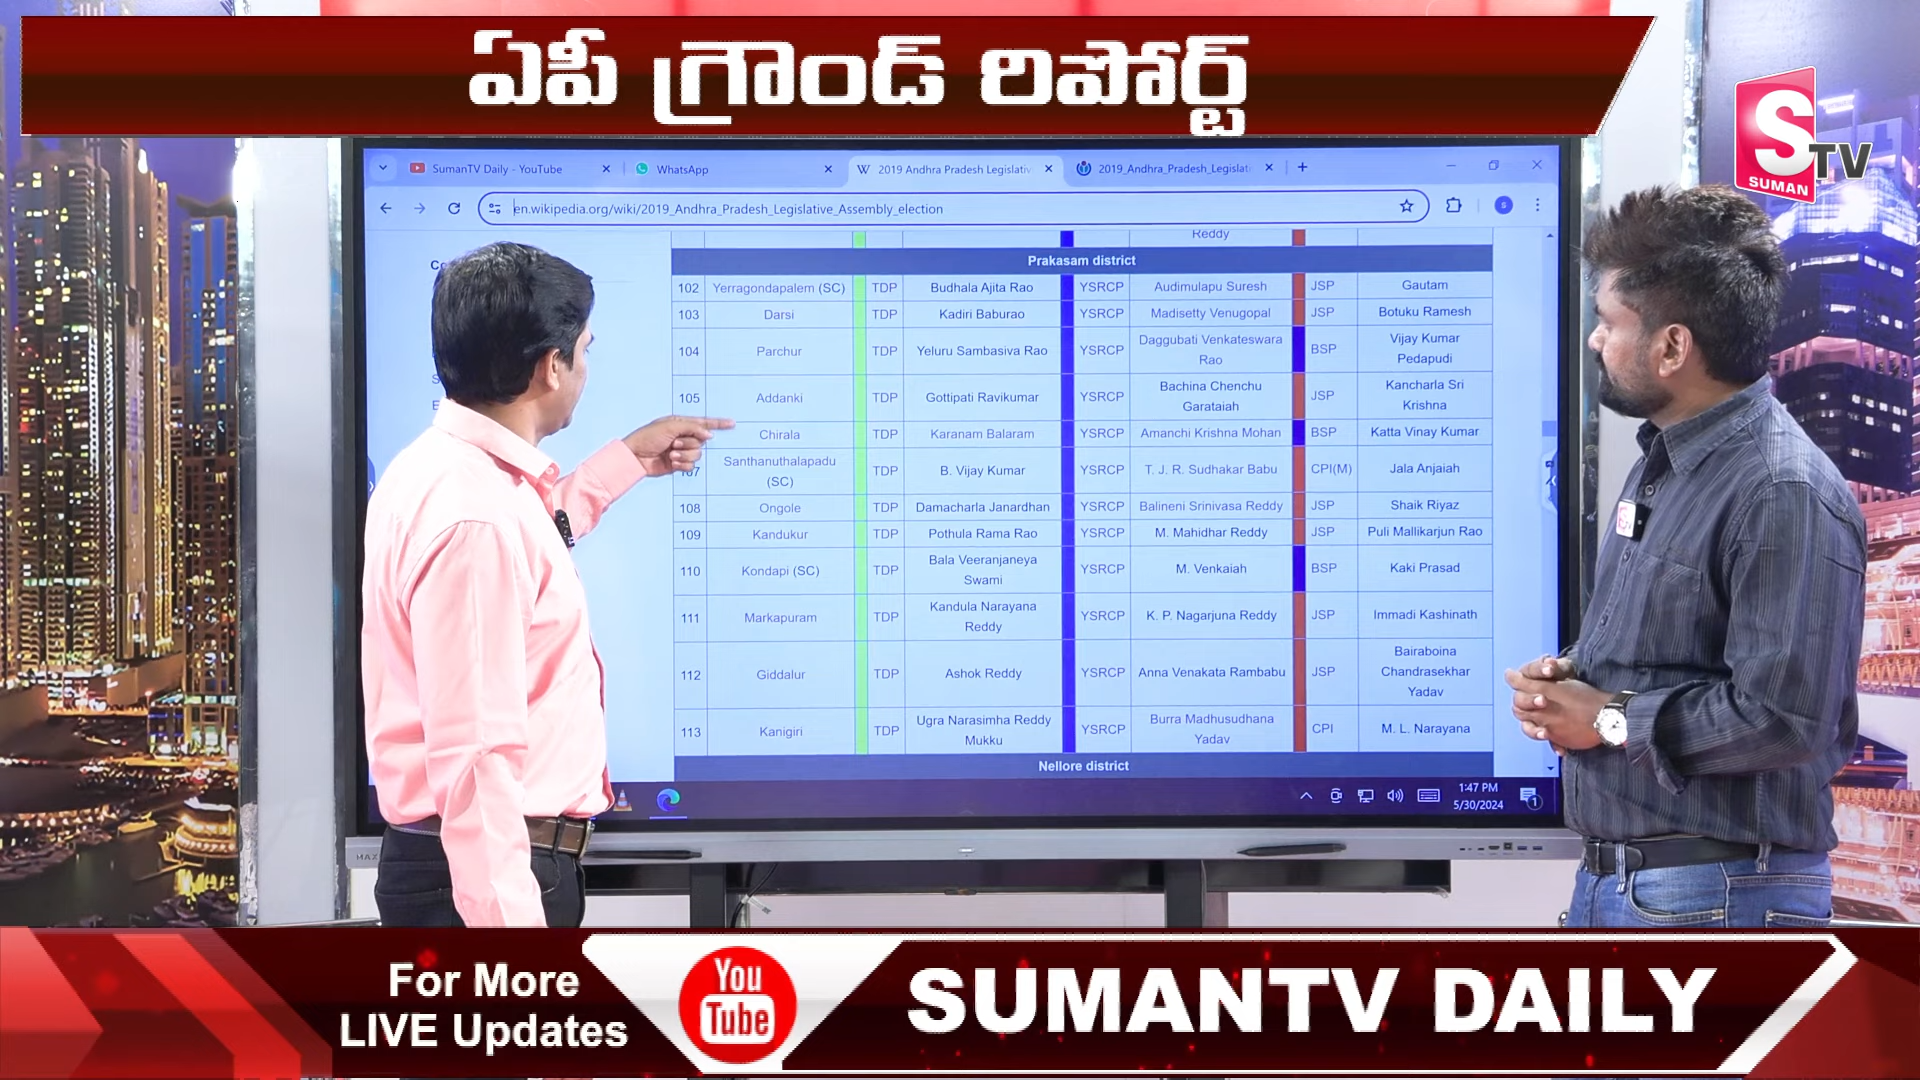 ఏపీ గ్రౌండ్ రిపోర్ట్
S TV
SUMAN
SumanTV Daily - YouTube
WhatsApp
2019 Andhra Pradesh Legislativ
2019_Andhra_Pradesh_Legislat
en.wikipedia.org/wiki/2019_Andhra_Pradesh_Legislative_Assembly_election
Reddy
Prakasam district
102 Yerragondapalem (SC) TDP Budhala Ajita Rao YSRCP Audimulapu Suresh JSP Gautam
103 Darsi TDP Kadiri Baburao YSRCP Madisetty Venugopal JSP Botuku Ramesh
104 Parchur TDP Yeluru Sambasiva Rao YSRCP Daggubati Venkateswara Rao BSP Vijay Kumar Pedapudi
105 Addanki TDP Gottipati Ravikumar YSRCP Bachina Chenchu Garataiah JSP Kancharla Sri Krishna
Chirala TDP Karanam Balaram YSRCP Amanchi Krishna Mohan BSP Katta Vinay Kumar
Santhanuthalapadu (SC) TDP B. Vijay Kumar YSRCP T. J. R. Sudhakar Babu CPI(M) Jala Anjaiah
108 Ongole TDP Damacharla Janardhan YSRCP Balineni Srinivasa Reddy JSP Shaik Riyaz
109 Kandukur TDP Pothula Rama Rao YSRCP M. Mahidhar Reddy JSP Puli Mallikarjun Rao
110 Kondapi (SC) TDP Bala Veeranjaneya Swami YSRCP M. Venkaiah BSP Kaki Prasad
111 Markapuram TDP Kandula Narayana Reddy YSRCP K. P. Nagarjuna Reddy JSP Immadi Kashinath
112 Giddalur TDP Ashok Reddy YSRCP Anna Venakata Rambabu JSP Bairaboina Chandrasekhar Yadav
113 Kanigiri TDP Ugra Narasimha Reddy Mukku YSRCP Burra Madhusudhana Yadav CPI M. L. Narayana
Nellore district
1:47 PM
5/30/2024
For More
LIVE Updates
You
Tube
SUMANTV DAILY